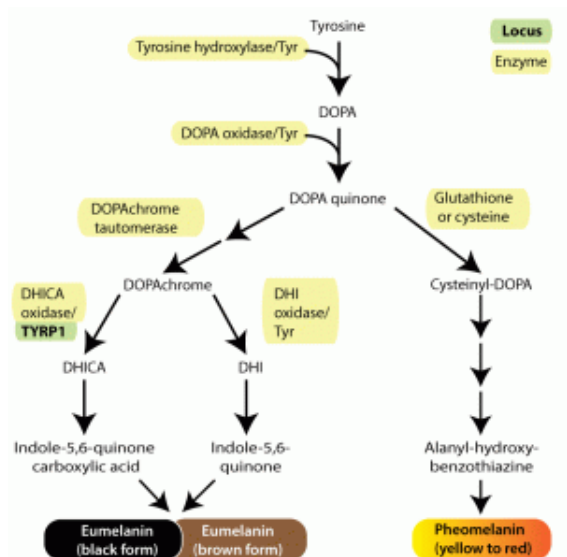 Tyrosine
Locus
Tyrosine hydroxylase/Tyr
Enzyme
DOPA
DOPA oxidase/Tyr
DOPA quinone
Glutathione
or cysteine
DOPAchrome
tautomerase
DOPAchrome
Cysteinyl-DOPA
DHICA
oxidase/
TYRP1
DHI
oxidase/
Tyr
DHICA
DHI
Indole-5,6-quinone
carboxylic acid
Indole-5,6-
quinone
Alanyl-hydroxy-
benzothiazine
Eumelanin
(black form)
Eumelanin
(brown form)
Pheomelanin
(yellow to red)